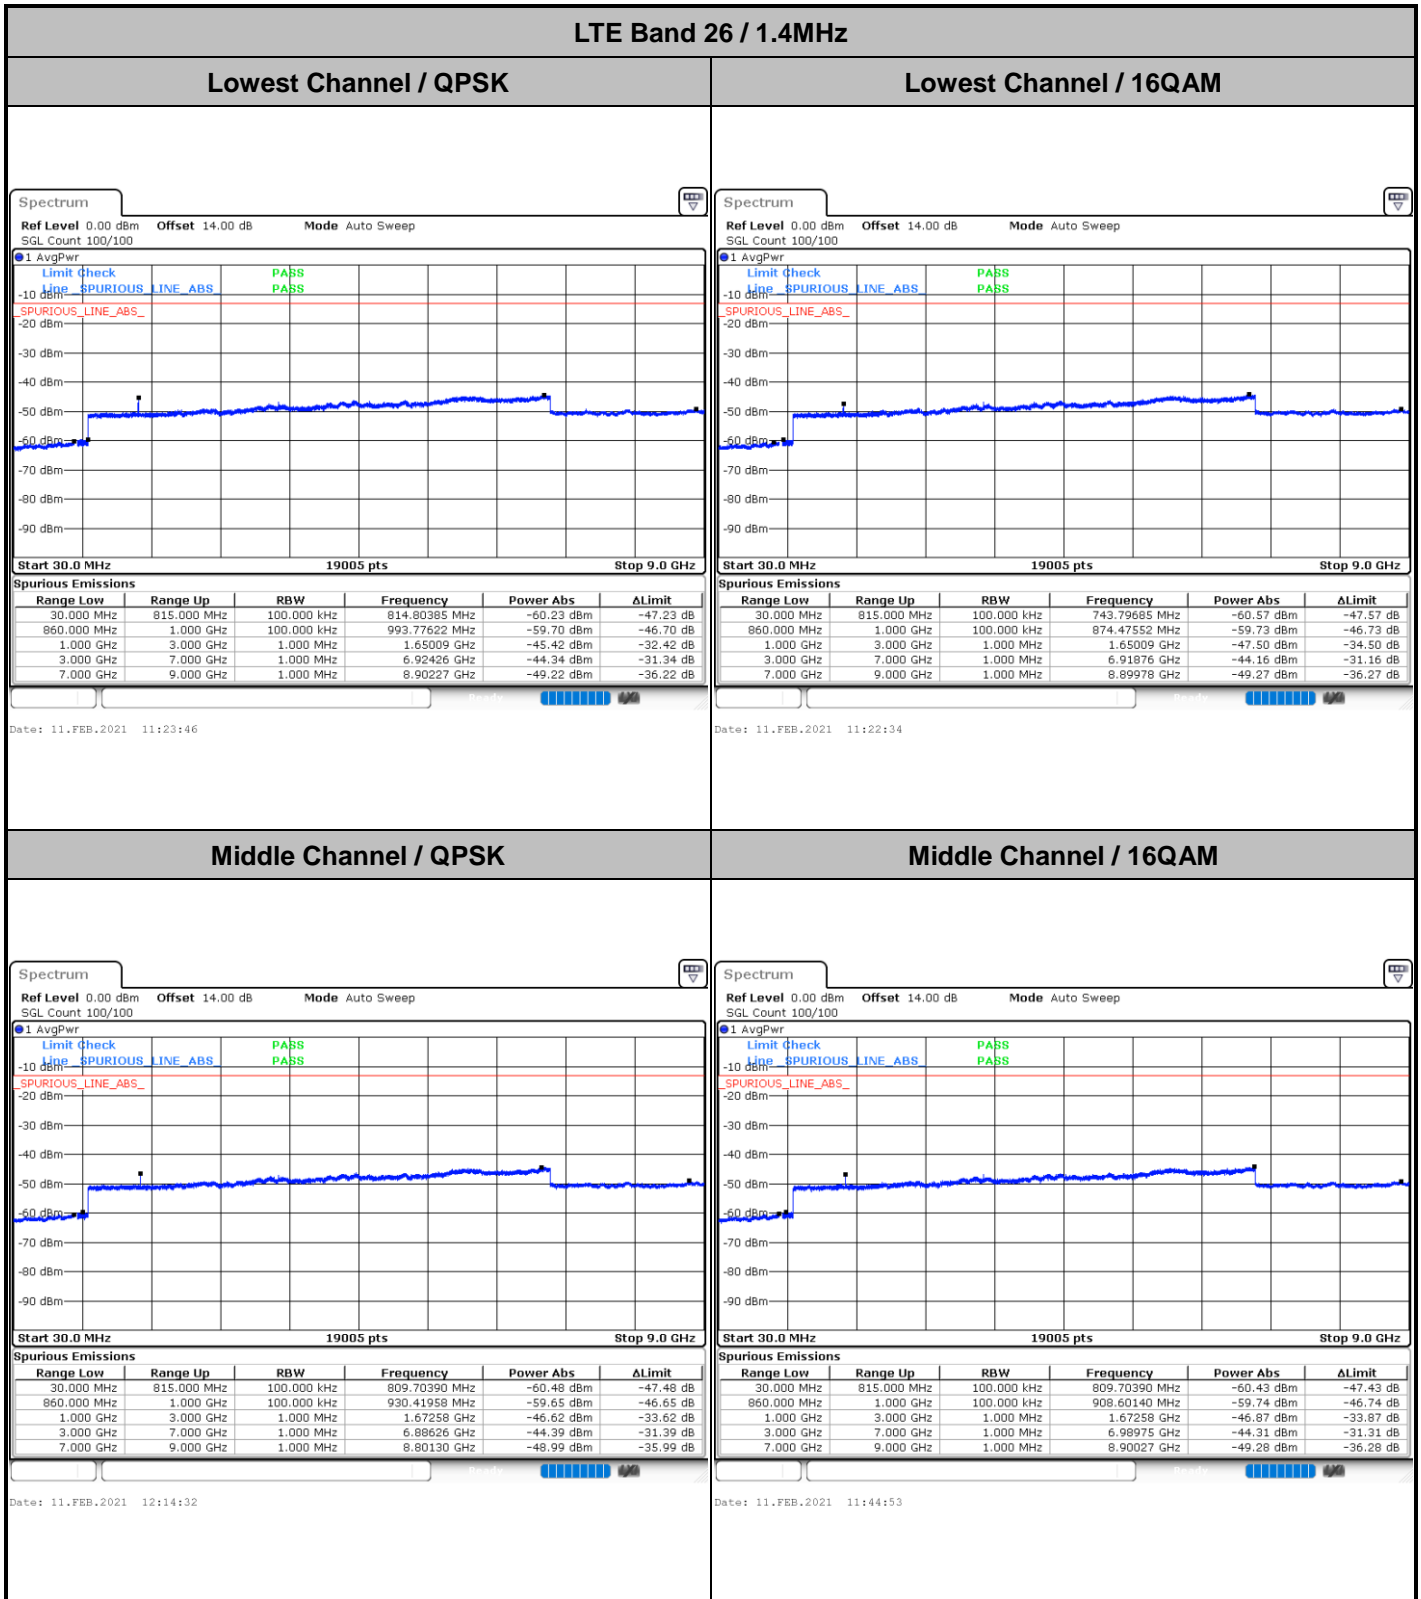 LTE Band 26 / 1.4MHz
Lowest Channel / QPSK
Lowest Channel / 16QAM
Spectrum
Ref Level 0.00 dBm Offset 14.00 dB Mode Auto Sweep
SGL Count 100/100
1 AvgPwr
Limit Check PASS
Line _SPURIOUS_LINE_ABS_ PASS
-10 dBm
_SPURIOUS_LINE_ABS_
-20 dBm
-30 dBm
-40 dBm
-50 dBm
-60 dBm
-70 dBm
-80 dBm
-90 dBm
Start 30.0 MHz 19005 pts Stop 9.0 GHz
Spurious Emissions
Range Low Range Up RBW Frequency Power Abs ΔLimit
30.000 MHz 815.000 MHz 100.000 kHz 814.80385 MHz -60.23 dBm -47.23 dB
860.000 MHz 1.000 GHz 100.000 kHz 993.77622 MHz -59.70 dBm -46.70 dB
1.000 GHz 3.000 GHz 1.000 MHz 1.65009 GHz -45.42 dBm -32.42 dB
3.000 GHz 7.000 GHz 1.000 MHz 6.92426 GHz -44.34 dBm -31.34 dB
7.000 GHz 9.000 GHz 1.000 MHz 8.90227 GHz -49.22 dBm -36.22 dB
Date: 11.FEB.2021 11:23:46
Spectrum
Ref Level 0.00 dBm Offset 14.00 dB Mode Auto Sweep
SGL Count 100/100
1 AvgPwr
Limit Check PASS
Line _SPURIOUS_LINE_ABS_ PASS
-10 dBm
_SPURIOUS_LINE_ABS_
-20 dBm
-30 dBm
-40 dBm
-50 dBm
-60 dBm
-70 dBm
-80 dBm
-90 dBm
Start 30.0 MHz 19005 pts Stop 9.0 GHz
Spurious Emissions
Range Low Range Up RBW Frequency Power Abs ΔLimit
30.000 MHz 815.000 MHz 100.000 kHz 743.79685 MHz -60.57 dBm -47.57 dB
860.000 MHz 1.000 GHz 100.000 kHz 874.47552 MHz -59.73 dBm -46.73 dB
1.000 GHz 3.000 GHz 1.000 MHz 1.65009 GHz -47.50 dBm -34.50 dB
3.000 GHz 7.000 GHz 1.000 MHz 6.91876 GHz -44.16 dBm -31.16 dB
7.000 GHz 9.000 GHz 1.000 MHz 8.89978 GHz -49.27 dBm -36.27 dB
Date: 11.FEB.2021 11:22:34
Middle Channel / QPSK
Middle Channel / 16QAM
Spectrum
Ref Level 0.00 dBm Offset 14.00 dB Mode Auto Sweep
SGL Count 100/100
1 AvgPwr
Limit Check PASS
Line _SPURIOUS_LINE_ABS_ PASS
-10 dBm
_SPURIOUS_LINE_ABS_
-20 dBm
-30 dBm
-40 dBm
-50 dBm
-60 dBm
-70 dBm
-80 dBm
-90 dBm
Start 30.0 MHz 19005 pts Stop 9.0 GHz
Spurious Emissions
Range Low Range Up RBW Frequency Power Abs ΔLimit
30.000 MHz 815.000 MHz 100.000 kHz 809.70390 MHz -60.48 dBm -47.48 dB
860.000 MHz 1.000 GHz 100.000 kHz 930.41958 MHz -59.65 dBm -46.65 dB
1.000 GHz 3.000 GHz 1.000 MHz 1.67258 GHz -46.62 dBm -33.62 dB
3.000 GHz 7.000 GHz 1.000 MHz 6.88626 GHz -44.39 dBm -31.39 dB
7.000 GHz 9.000 GHz 1.000 MHz 8.80130 GHz -48.99 dBm -35.99 dB
Date: 11.FEB.2021 12:14:32
Spectrum
Ref Level 0.00 dBm Offset 14.00 dB Mode Auto Sweep
SGL Count 100/100
1 AvgPwr
Limit Check PASS
Line _SPURIOUS_LINE_ABS_ PASS
-10 dBm
_SPURIOUS_LINE_ABS_
-20 dBm
-30 dBm
-40 dBm
-50 dBm
-60 dBm
-70 dBm
-80 dBm
-90 dBm
Start 30.0 MHz 19005 pts Stop 9.0 GHz
Spurious Emissions
Range Low Range Up RBW Frequency Power Abs ΔLimit
30.000 MHz 815.000 MHz 100.000 kHz 809.70390 MHz -60.43 dBm -47.43 dB
860.000 MHz 1.000 GHz 100.000 kHz 908.60140 MHz -59.74 dBm -46.74 dB
1.000 GHz 3.000 GHz 1.000 MHz 1.67258 GHz -46.87 dBm -33.87 dB
3.000 GHz 7.000 GHz 1.000 MHz 6.98975 GHz -44.31 dBm -31.31 dB
7.000 GHz 9.000 GHz 1.000 MHz 8.90027 GHz -49.28 dBm -36.28 dB
Date: 11.FEB.2021 11:44:53